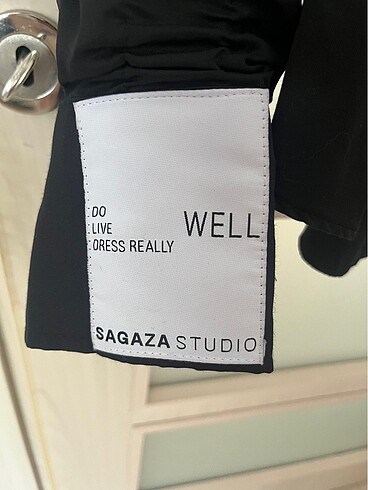 DO
LIVE WELL
DRESS REALLY
SAGAZA STUDIO